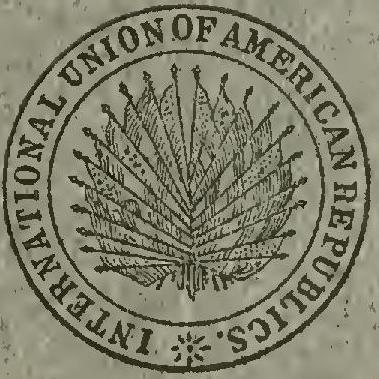 INTERNATIONAL UNION OF AMERICAN REPUBLICS.